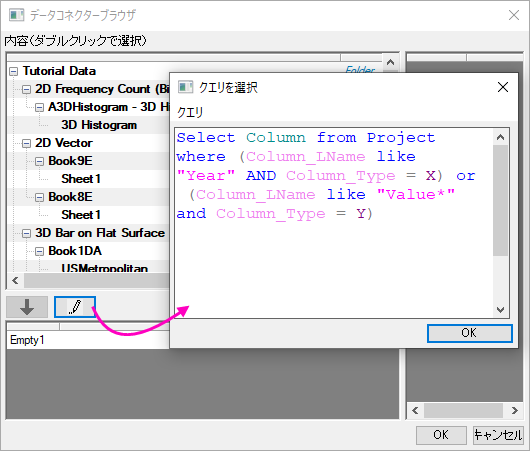 データコネクターブラウザ
内容(ダブルクリックで選択)
Tutorial Data
Folder
2D Frequency Count (Bi
A3DHistogram - 3D Hi
3D Histogram
2D Vector
Book9E
Sheet1
Book8E
Sheet1
3D Bar on Flat Surface
Book1DA
USMetropolitan
Empty1
クエリを選択
クエリ
Select Column from Project
where (Column_LName like
"Year" AND Column_Type = X) or
(Column_LName like "Value*"
and Column_Type = Y)
OK
OK
キャンセル